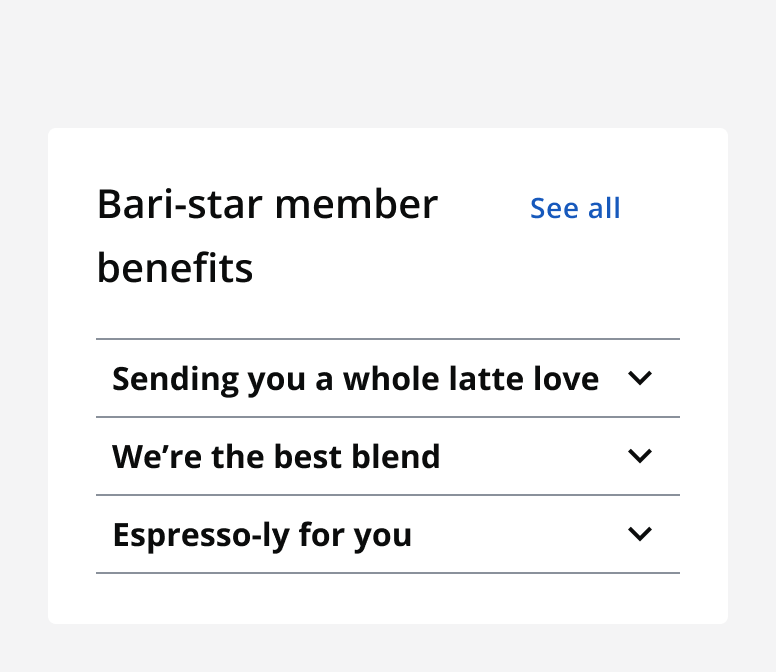 Bari-star member
See all
benefits
Sending you a whole latte love
We’re the best blend
Espresso-ly for you